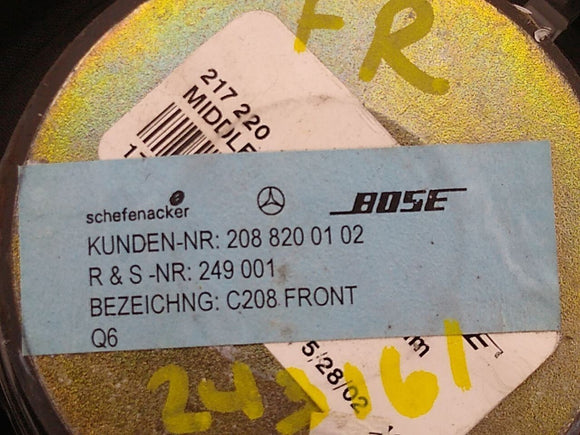 FR
217 220
MIDDLE
schefenacker BOSE
KUNDEN-NR: 208 820 01 02
R & S -NR: 249 001
BEZEICHNG: C208 FRONT
Q6
5/28/02